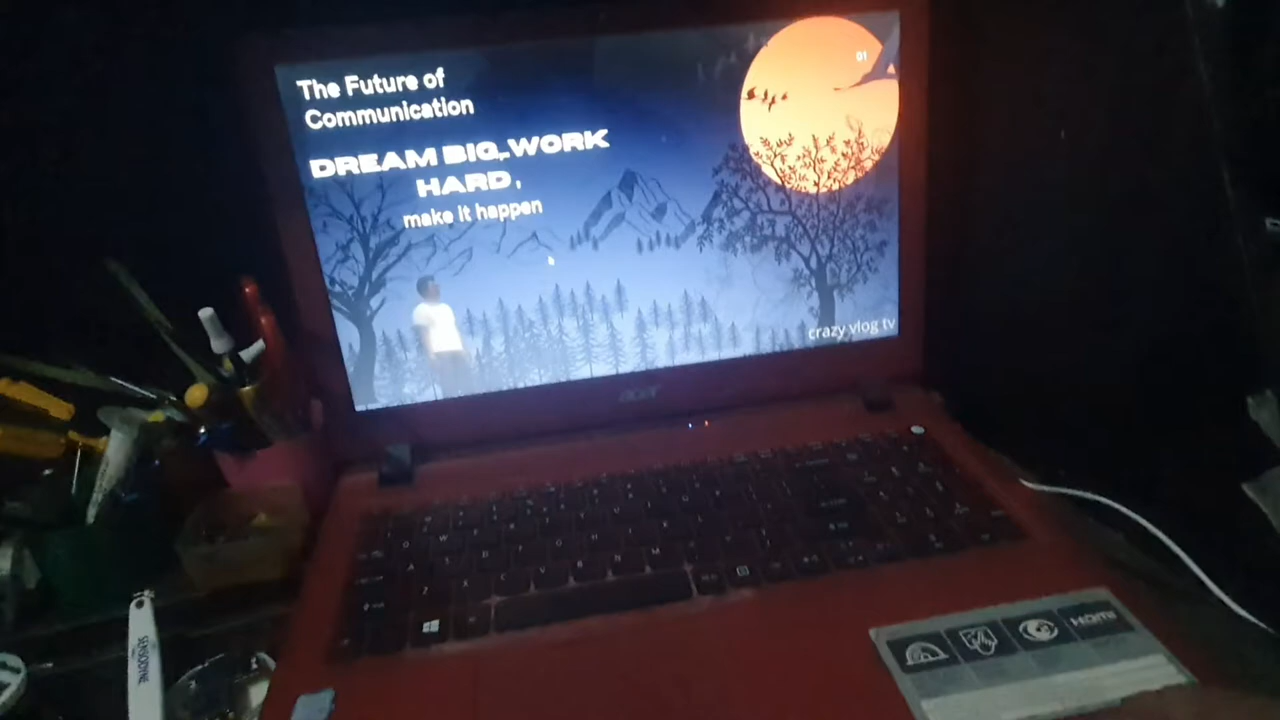 The Future of
Communication
01
DREAM BIG,WORK
HARD,
make it happen
crazy vlog tv
acer
SENSODYNE
HDMI